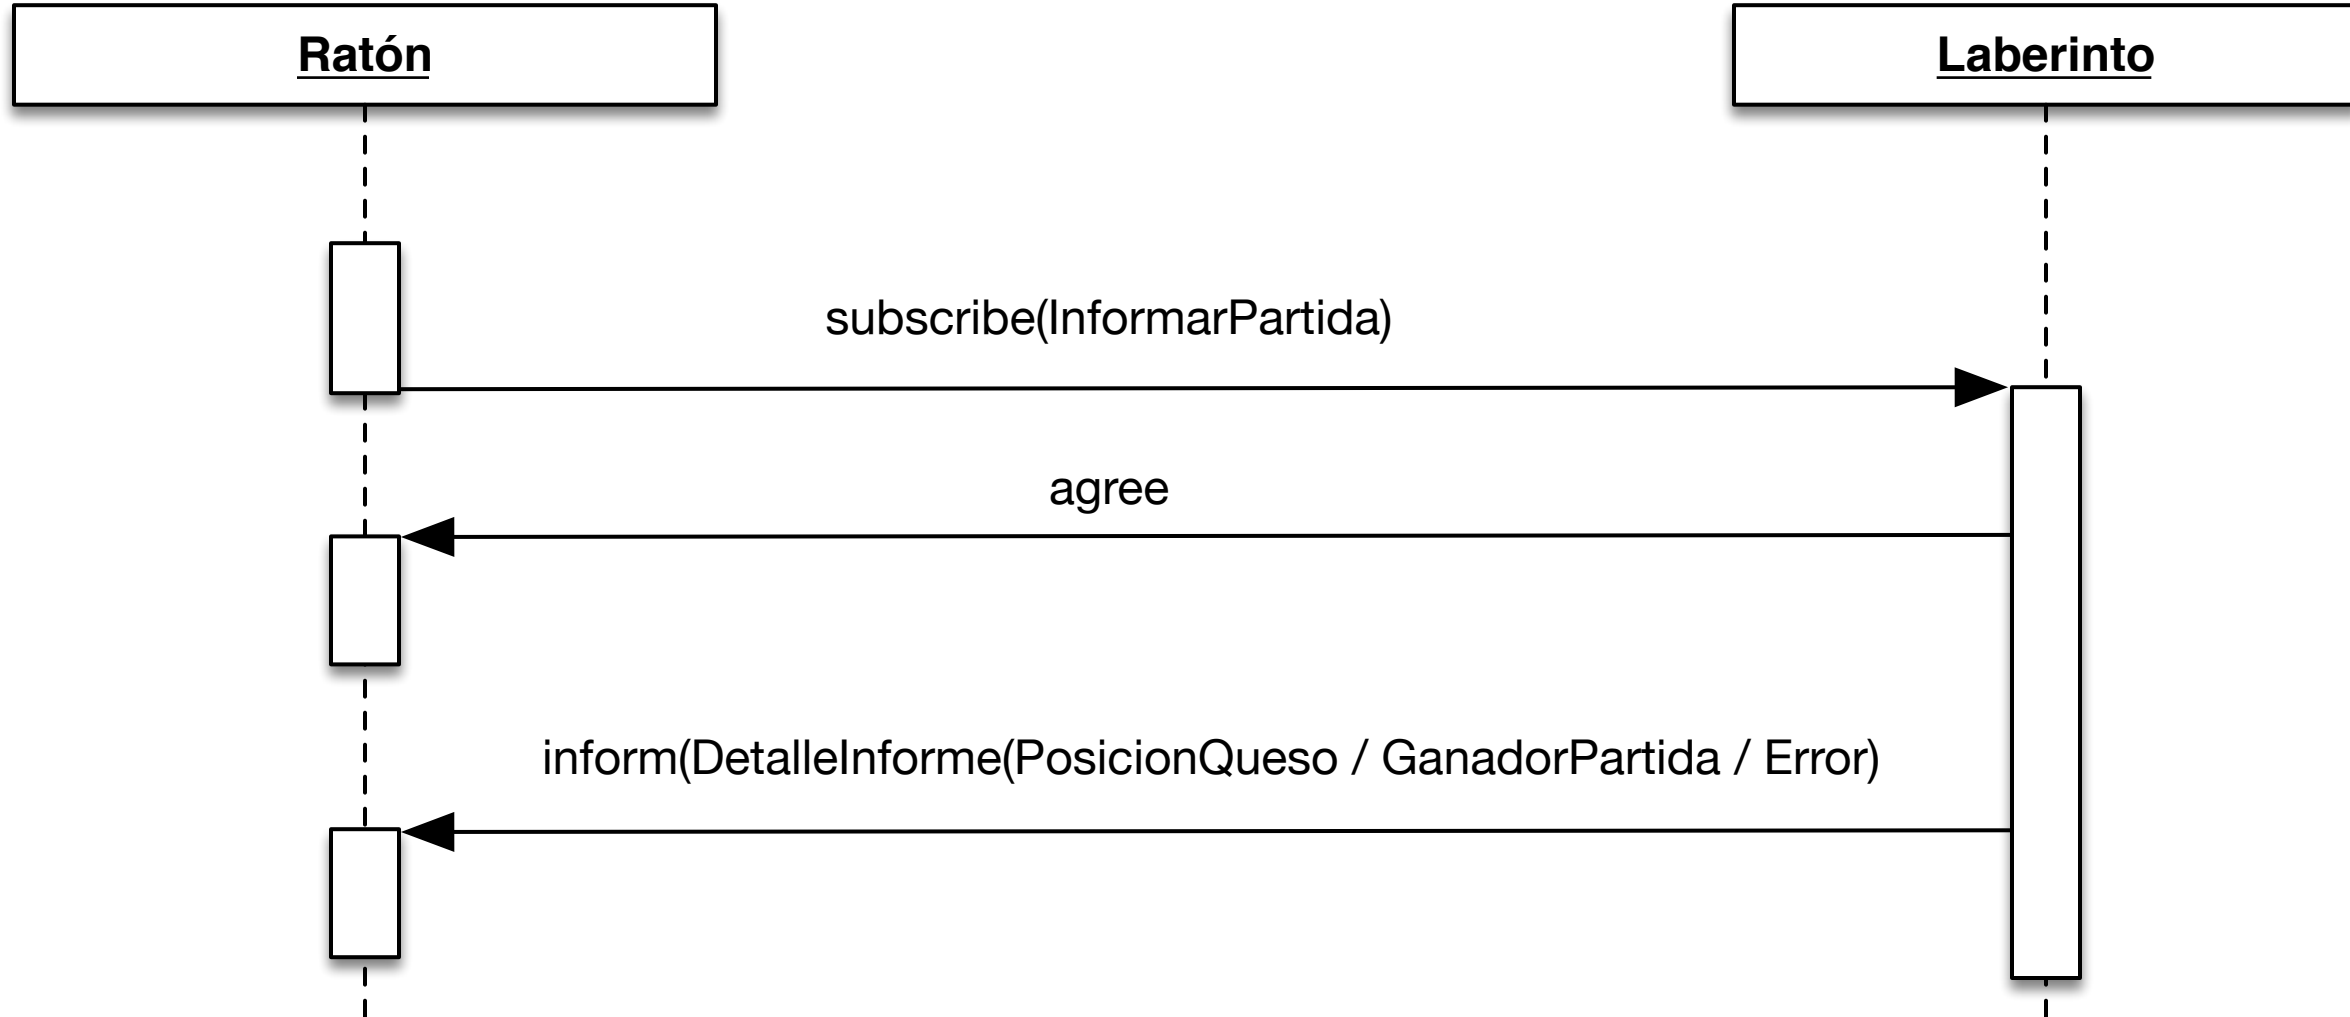 Ratón
Laberinto
subscribe(InformarPartida)
agree
inform(DetalleInforme(PosicionQueso / GanadorPartida / Error)